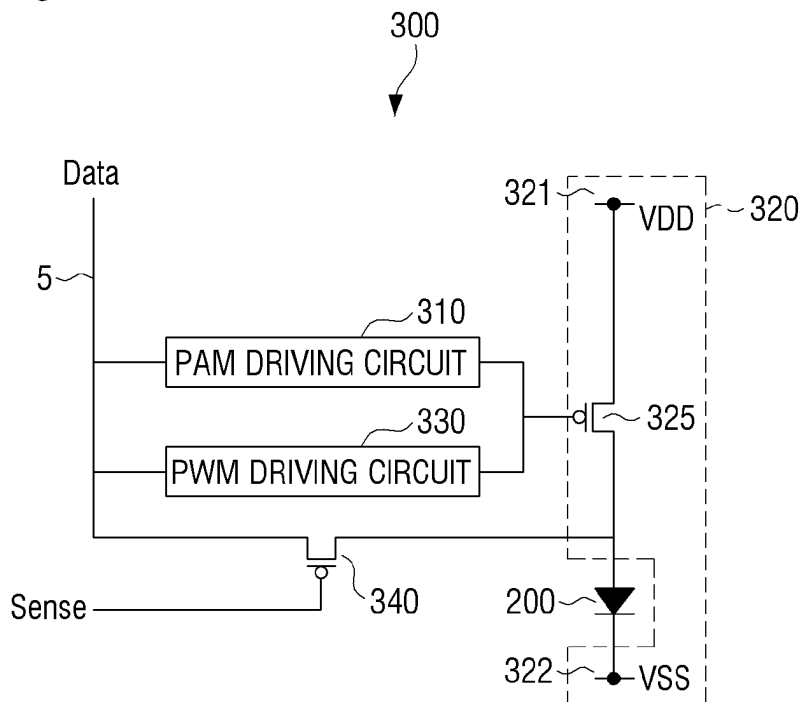 300
Data
321
VDD
320
5
310
PAM DRIVING CIRCUIT
325
330
PWM DRIVING CIRCUIT
340
200
Sense
322
VSS